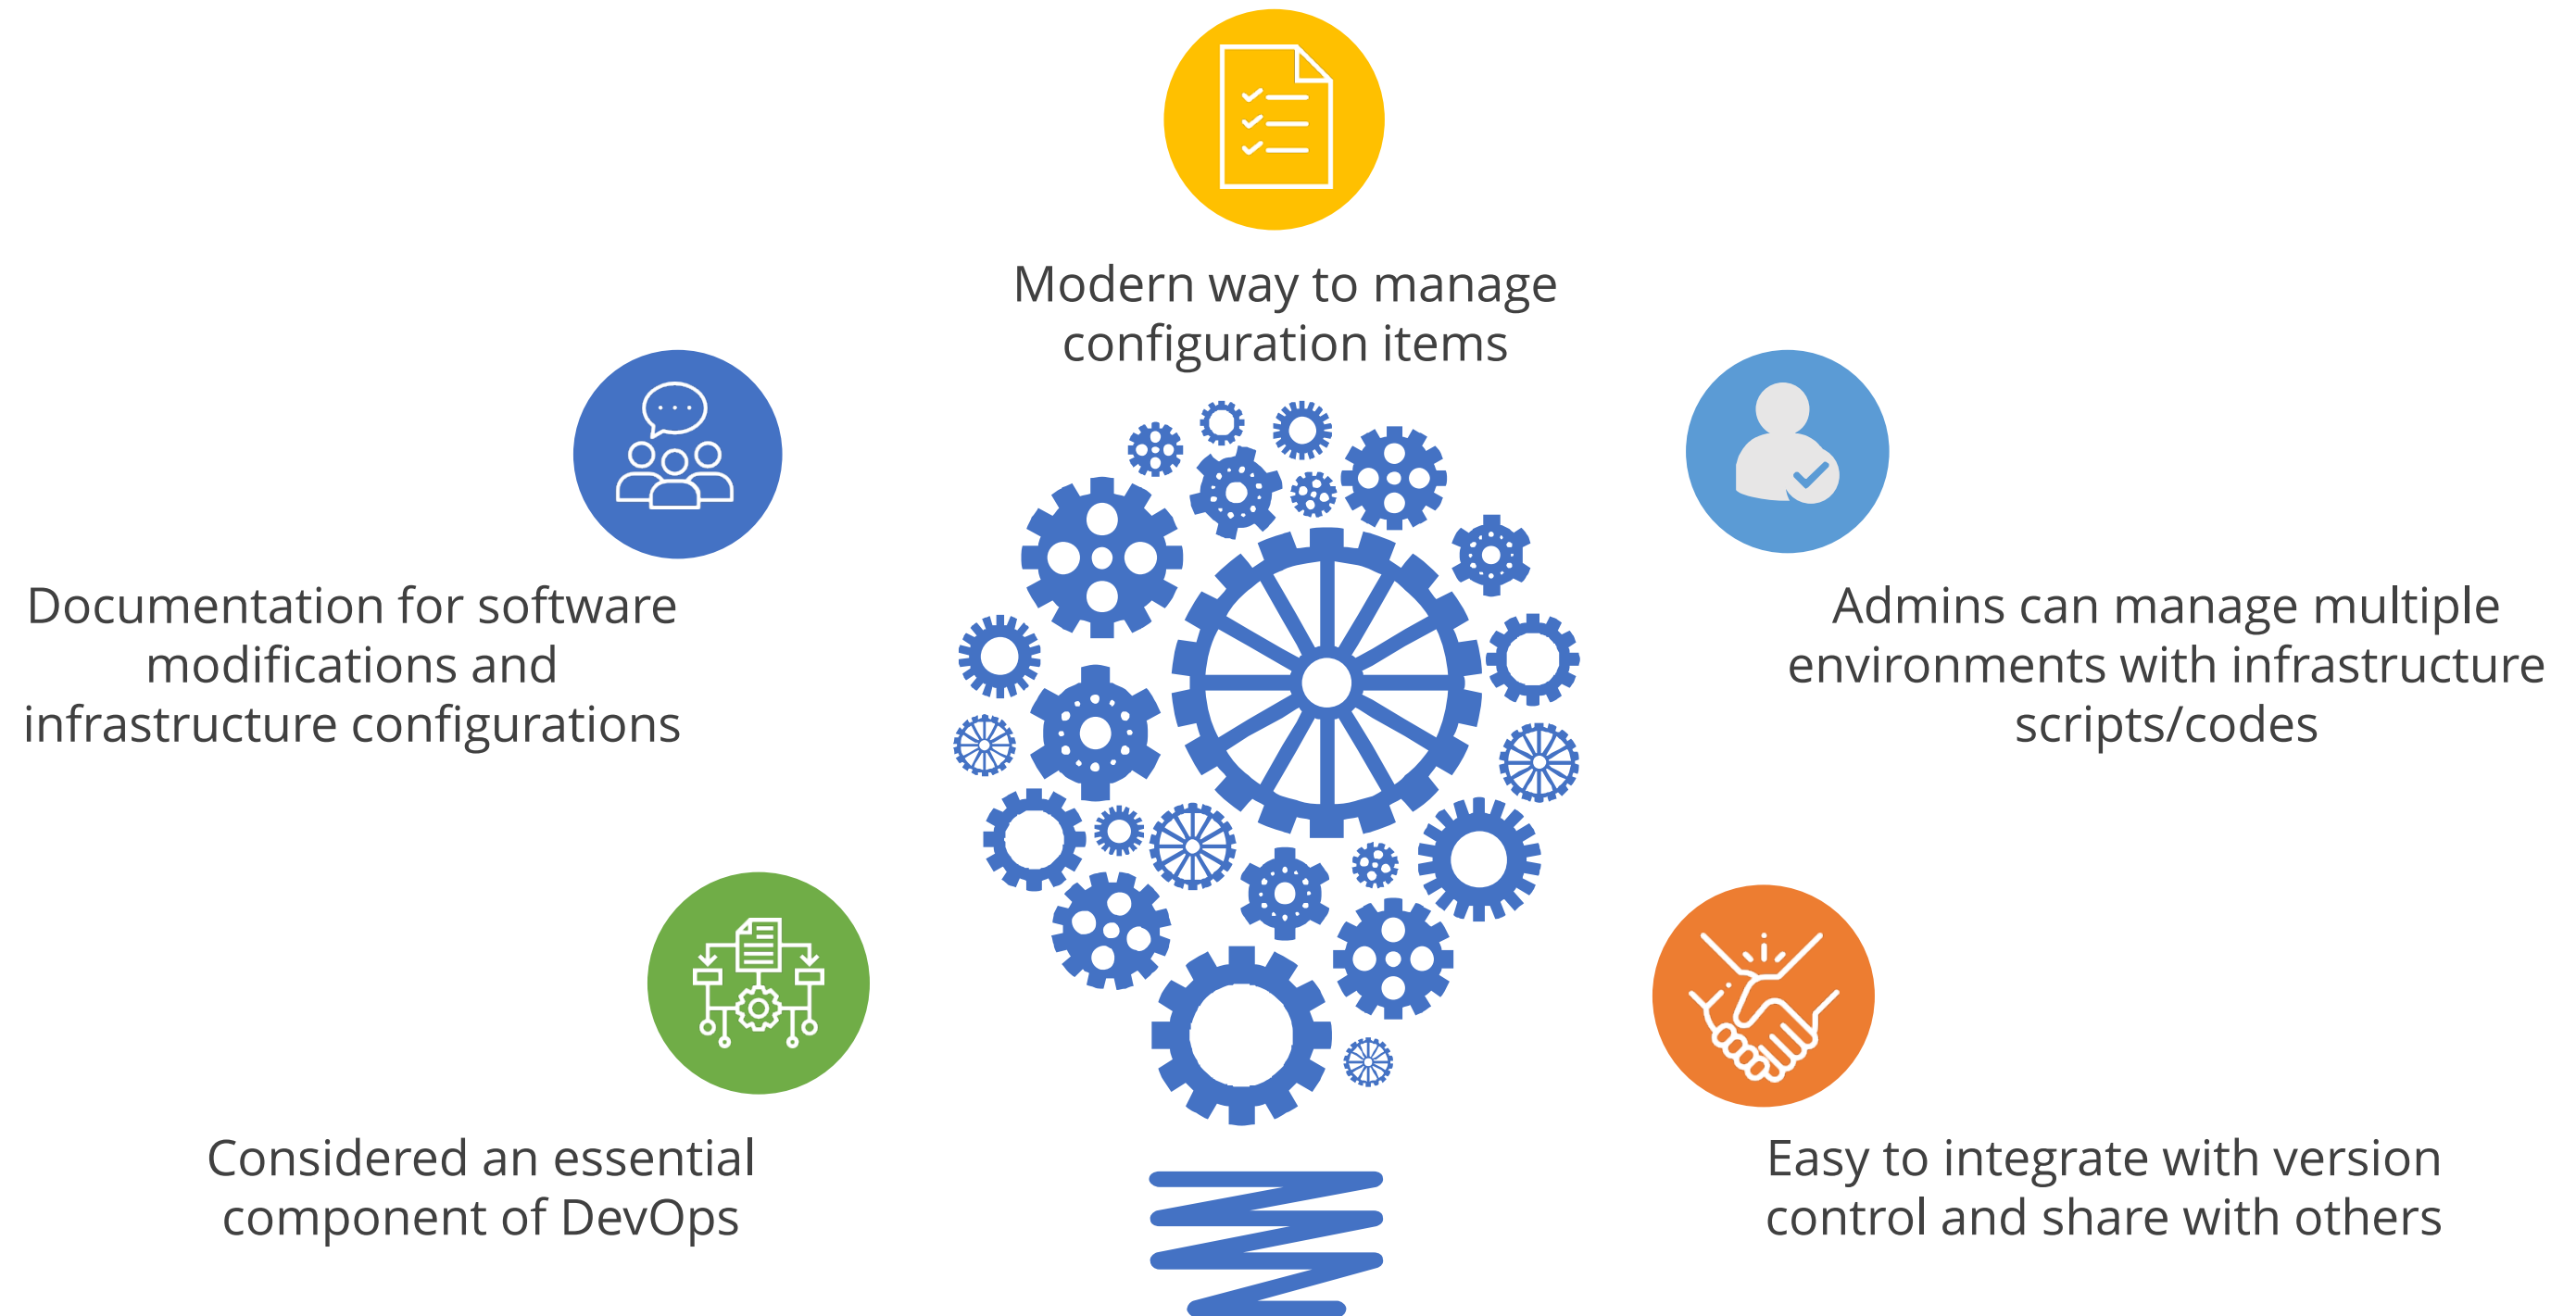 Modern way to manage
configuration items
Documentation for software
modifications and
infrastructure configurations
Admins can manage multiple
environments with infrastructure
scripts/codes
Considered an essential
component of DevOps
Easy to integrate with version
control and share with others